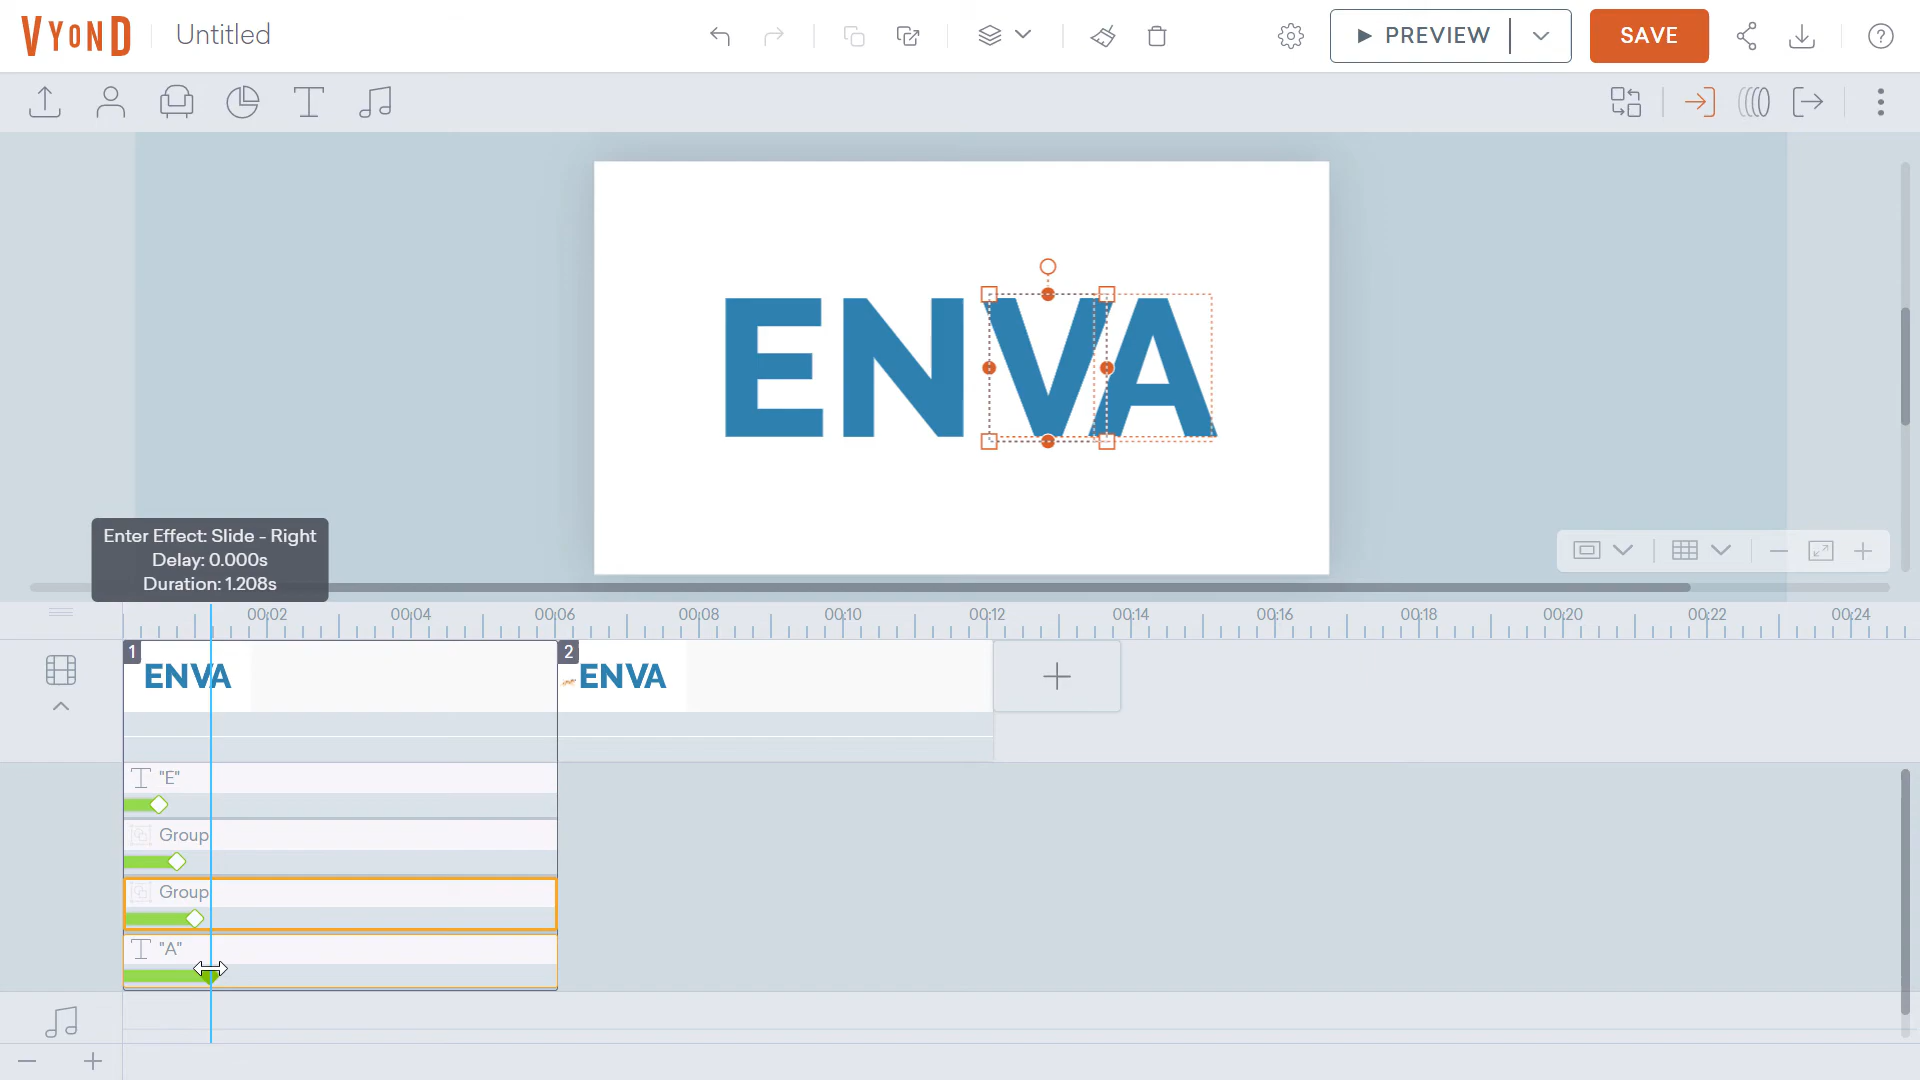 VYOND
Untitled
PREVIEW
SAVE
?
ENVA
Enter Effect: Slide - Right
Delay: 0.000s
Duration: 1.208s
00:02 00:04 00:06 00:08 00:10 00:12 00:14 00:16 00:18 00:20 00:22 00:24
1 2
ENVA ENVA
"E"
Group
Group
"A"